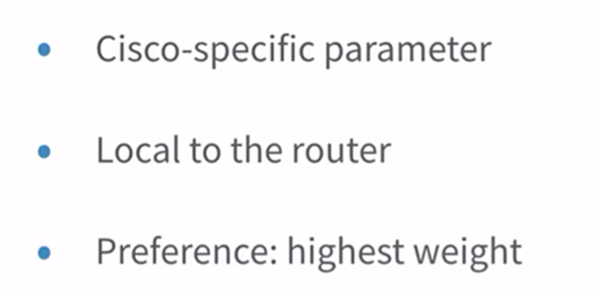 Cisco-specific parameter
Local to the router
Preference: highest weight